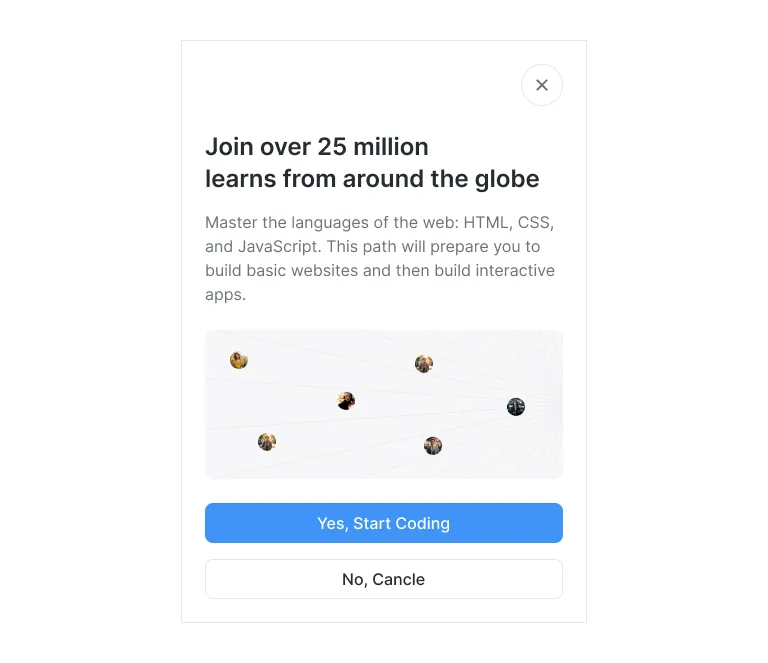 Join over 25 million
learns from around the globe
Master the languages of the web: HTML, CSS,
and JavaScript. This path will prepare you to
build basic websites and then build interactive
apps.
Yes, Start Coding
No, Cancle